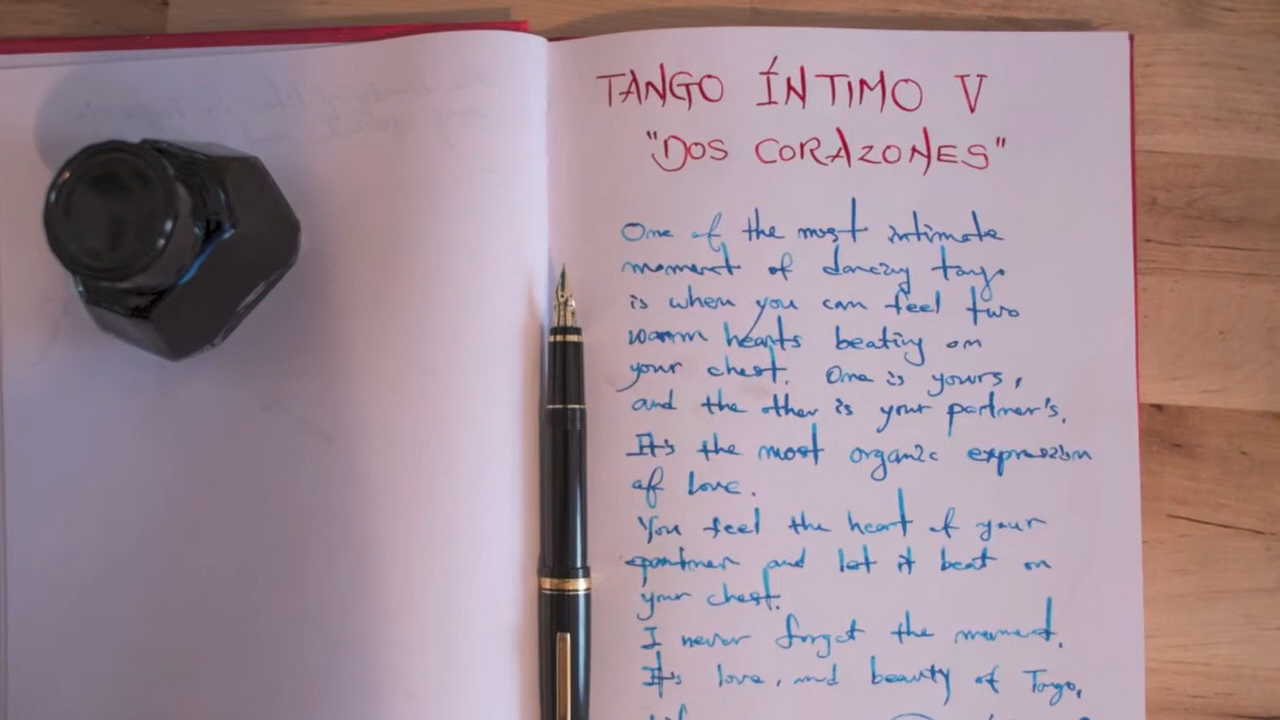 TANGO ÍNTIMO V
"DOS CORAZONES"
One of the most intimate
moment of dancing tango
is when you can feel two
warm hearts beating on
your chest. One is yours,
and the other is your partner's.
It's the most organic expression
of love.
You feel the heart of your
partner and let it beat on
your chest.
I never forget the moment.
It's love, and beauty of Tango,